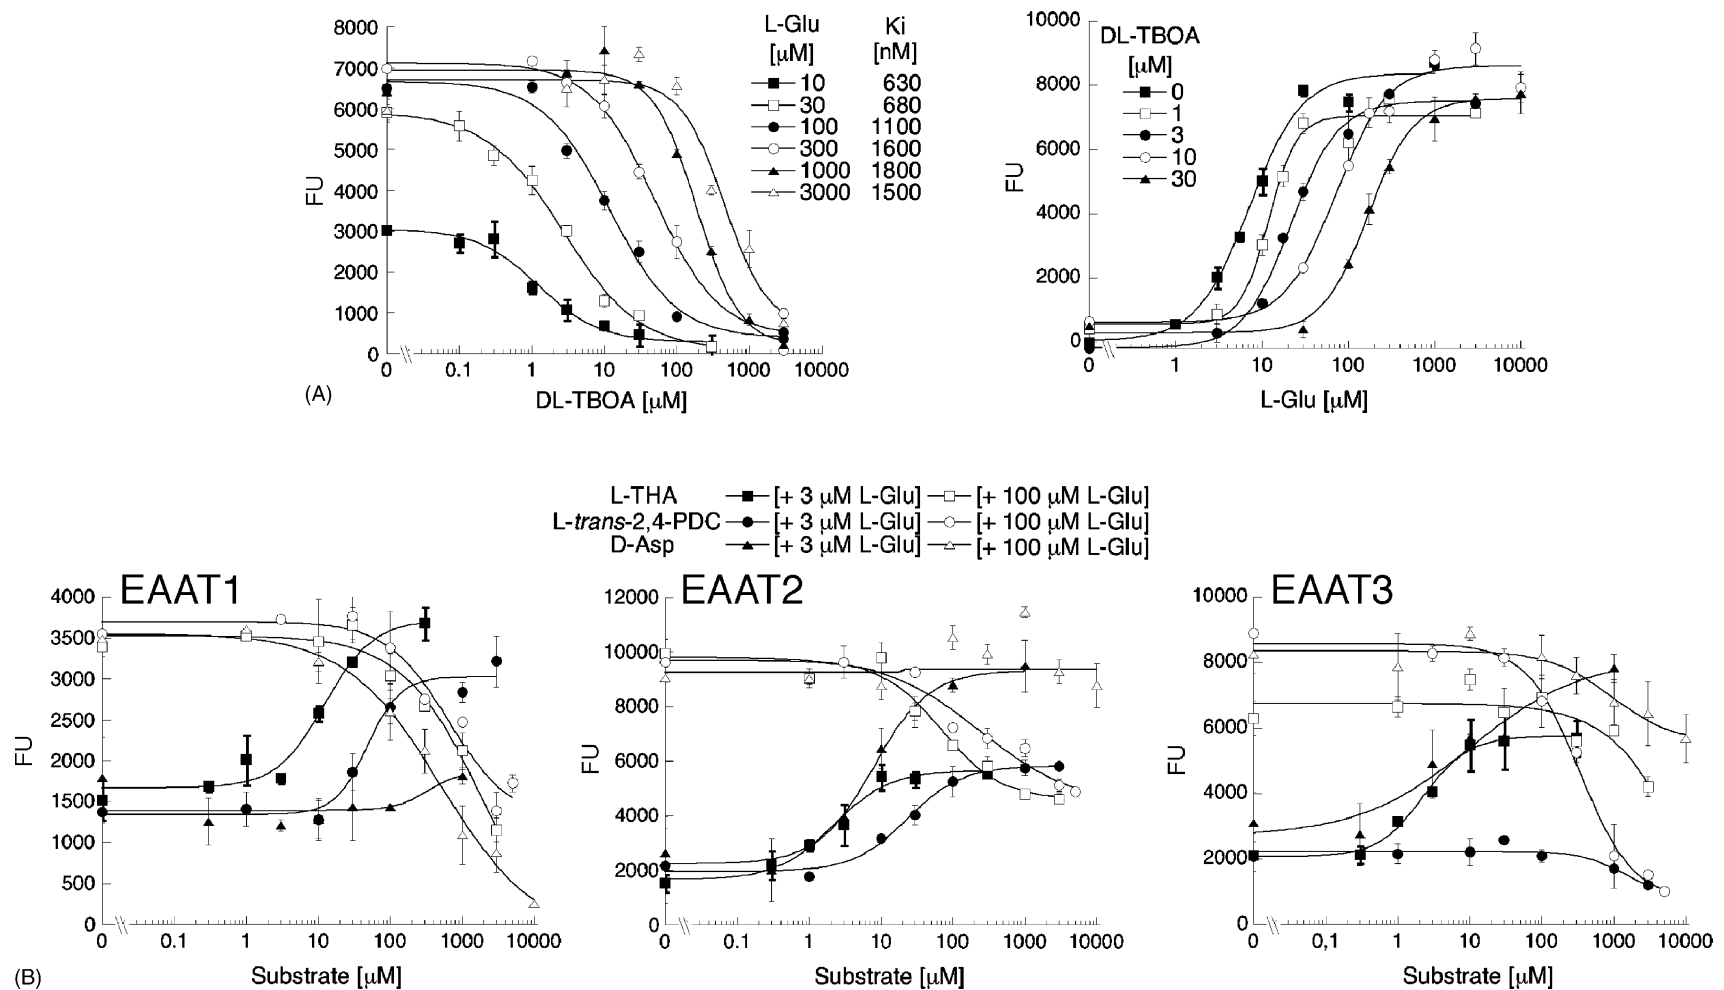 L-Glu Ki
[µM] [nM]
10 630
30 680
100 1100
300 1600
1000 1800
3000 1500
8000
7000
6000
5000
4000
3000
2000
1000
0
FU
0 0.1 1 10 100 1000 10000
DL-TBOA [µM]
(A)
DL-TBOA
[µM]
0
1
3
10
30
10000
8000
6000
4000
2000
0
FU
0 1 10 100 1000 10000
L-Glu [µM]
L-THA [+ 3 µM L-Glu] [+ 100 µM L-Glu]
L-trans-2,4-PDC [+ 3 µM L-Glu] [+ 100 µM L-Glu]
D-Asp [+ 3 µM L-Glu] [+ 100 µM L-Glu]
EAAT1
4000
3500
3000
2500
2000
1500
1000
500
0
FU
0 0.1 1 10 100 1000 10000
Substrate [µM]
EAAT2
12000
10000
8000
6000
4000
2000
0
FU
0 0.1 1 10 100 1000 10000
Substrate [µM]
EAAT3
10000
8000
6000
4000
2000
0
FU
0 0,1 1 10 100 1000 10000
Substrate [µM]
(B)